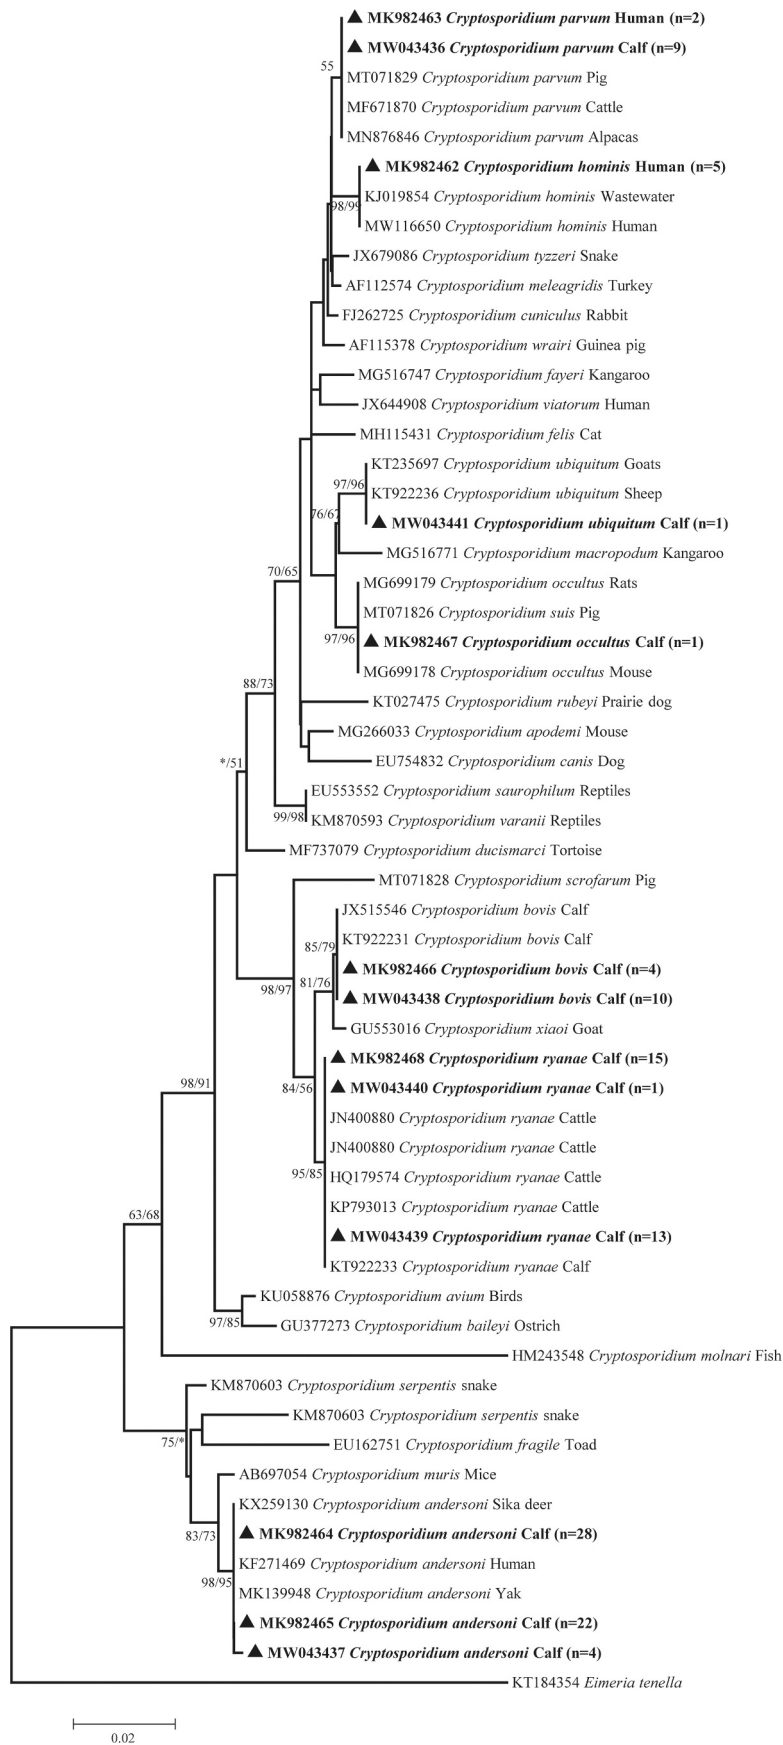 ▲ MK982463 Cryptosporidium parvum Human (n=2)
▲ MW043436 Cryptosporidium parvum Calf (n=9)
55
MT071829 Cryptosporidium parvum Pig
MF671870 Cryptosporidium parvum Cattle
MN876846 Cryptosporidium parvum Alpacas
▲ MK982462 Cryptosporidium hominis Human (n=5)
KJ019854 Cryptosporidium hominis Wastewater
98/99
MW116650 Cryptosporidium hominis Human
JX679086 Cryptosporidium tyzzeri Snake
AF112574 Cryptosporidium meleagridis Turkey
FJ262725 Cryptosporidium cuniculus Rabbit
AF115378 Cryptosporidium wrairi Guinea pig
MG516747 Cryptosporidium fayeri Kangaroo
JX644908 Cryptosporidium viatorum Human
MH115431 Cryptosporidium felis Cat
KT235697 Cryptosporidium ubiquitum Goats
97/96
KT922236 Cryptosporidium ubiquitum Sheep
76/67
▲ MW043441 Cryptosporidium ubiquitum Calf (n=1)
MG516771 Cryptosporidium macropodum Kangaroo
70/65
MG699179 Cryptosporidium occultus Rats
MT071826 Cryptosporidium suis Pig
97/96
▲ MK982467 Cryptosporidium occultus Calf (n=1)
MG699178 Cryptosporidium occultus Mouse
88/73
KT027475 Cryptosporidium rubeyi Prairie dog
MG266033 Cryptosporidium apodemi Mouse
*/51
EU754832 Cryptosporidium canis Dog
EU553552 Cryptosporidium saurophilum Reptiles
99/98
KM870593 Cryptosporidium varanii Reptiles
MF737079 Cryptosporidium ducismarci Tortoise
MT071828 Cryptosporidium scrofarum Pig
JX515546 Cryptosporidium bovis Calf
KT922231 Cryptosporidium bovis Calf
85/79
▲ MK982466 Cryptosporidium bovis Calf (n=4)
81/76
98/97
▲ MW043438 Cryptosporidium bovis Calf (n=10)
GU553016 Cryptosporidium xiaoi Goat
▲ MK982468 Cryptosporidium ryanae Calf (n=15)
98/91
84/56
▲ MW043440 Cryptosporidium ryanae Calf (n=1)
JN400880 Cryptosporidium ryanae Cattle
JN400880 Cryptosporidium ryanae Cattle
95/85
HQ179574 Cryptosporidium ryanae Cattle
KP793013 Cryptosporidium ryanae Cattle
63/68
▲ MW043439 Cryptosporidium ryanae Calf (n=13)
KT922233 Cryptosporidium ryanae Calf
KU058876 Cryptosporidium avium Birds
97/85
GU377273 Cryptosporidium baileyi Ostrich
HM243548 Cryptosporidium molnari Fish
KM870603 Cryptosporidium serpentis snake
KM870603 Cryptosporidium serpentis snake
75/*
EU162751 Cryptosporidium fragile Toad
AB697054 Cryptosporidium muris Mice
KX259130 Cryptosporidium andersoni Sika deer
83/73
▲ MK982464 Cryptosporidium andersoni Calf (n=28)
KF271469 Cryptosporidium andersoni Human
98/95
MK139948 Cryptosporidium andersoni Yak
▲ MK982465 Cryptosporidium andersoni Calf (n=22)
▲ MW043437 Cryptosporidium andersoni Calf (n=4)
KT184354 Eimeria tenella
0.02